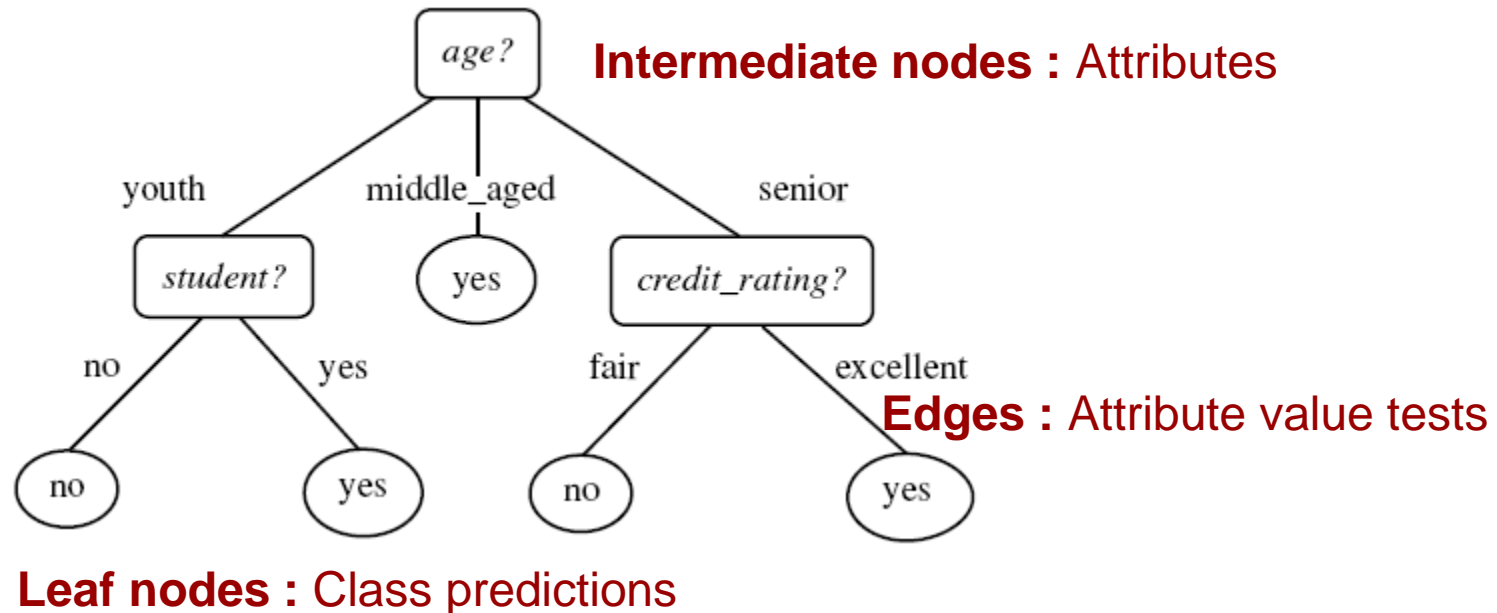 age?
Intermediate nodes : Attributes
youth
middle_aged
senior
student?
yes
credit_rating?
no
yes
fair
excellent
Edges : Attribute value tests
no
yes
no
yes
Leaf nodes : Class predictions